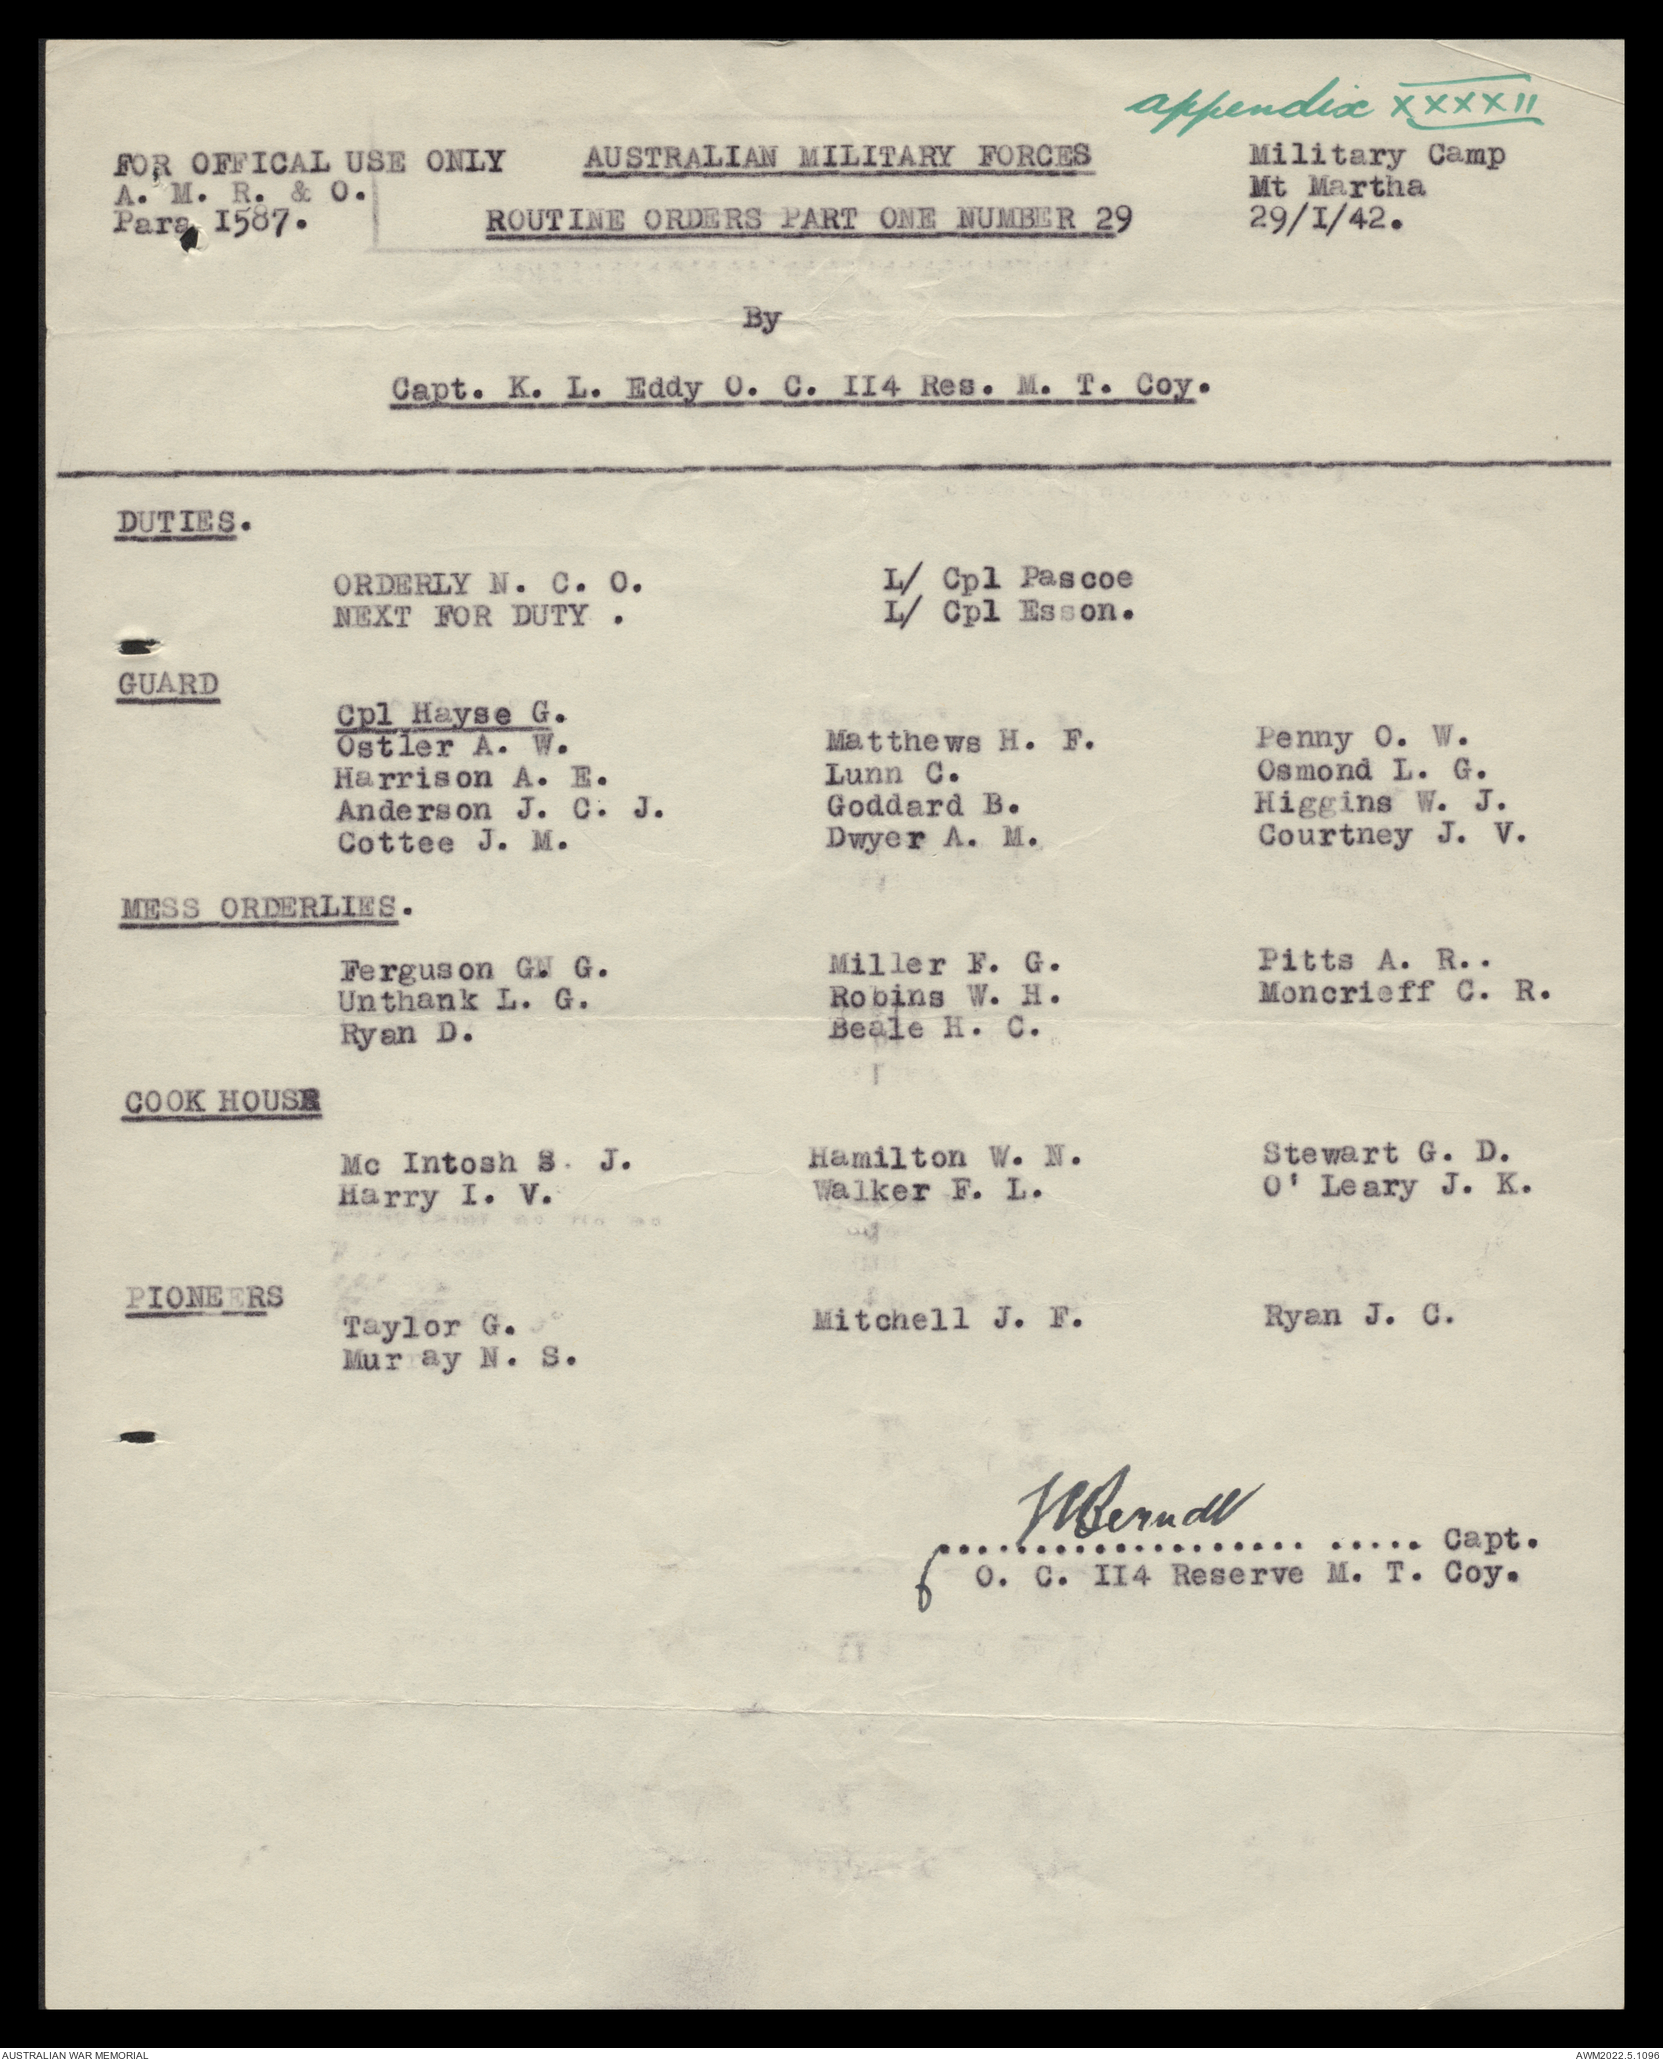 appendix XXXXII
FOR OFFICAL USE ONLY AUSTRALIAN MILITARY FORCES Military Camp
A. M. R. & O. Mt Martha
Para I587. ROUTINE ORDERS PART ONE NUMBER 29 29/I/42.
By
Capt. K. L. Eddy O. C. II4 Res. M. T. Coy.
DUTIES.
ORDERLY N. C. O. L/ Cpl Pascoe
NEXT FOR DUTY . L/ Cpl Esson.
GUARD
Cpl Hayse G.
Ostler A. W. Matthews H. F. Penny O. W.
Harrison A. E. Lunn C. Osmond L. G.
Anderson J. C. J. Goddard B. Higgins W. J.
Cottee J. M. Dwyer A. M. Courtney J. V.
MESS ORDERLIES.
Ferguson G. G. Miller F. G. Pitts A. R..
Unthank L. G. Robins W. H. Moncrieff C. R.
Ryan D. Beale H. C.
COOK HOUSE
Mc Intosh S. J. Hamilton W. N. Stewart G. D.
Harry I. V. Walker F. L. O' Leary J. K.
PIONEERS
Taylor G. Mitchell J. F. Ryan J. C.
Murray N. S.
Berndt
........................ Capt.
O. C. II4 Reserve M. T. Coy.
AUSTRALIAN WAR MEMORIAL AWM2022.5.1096